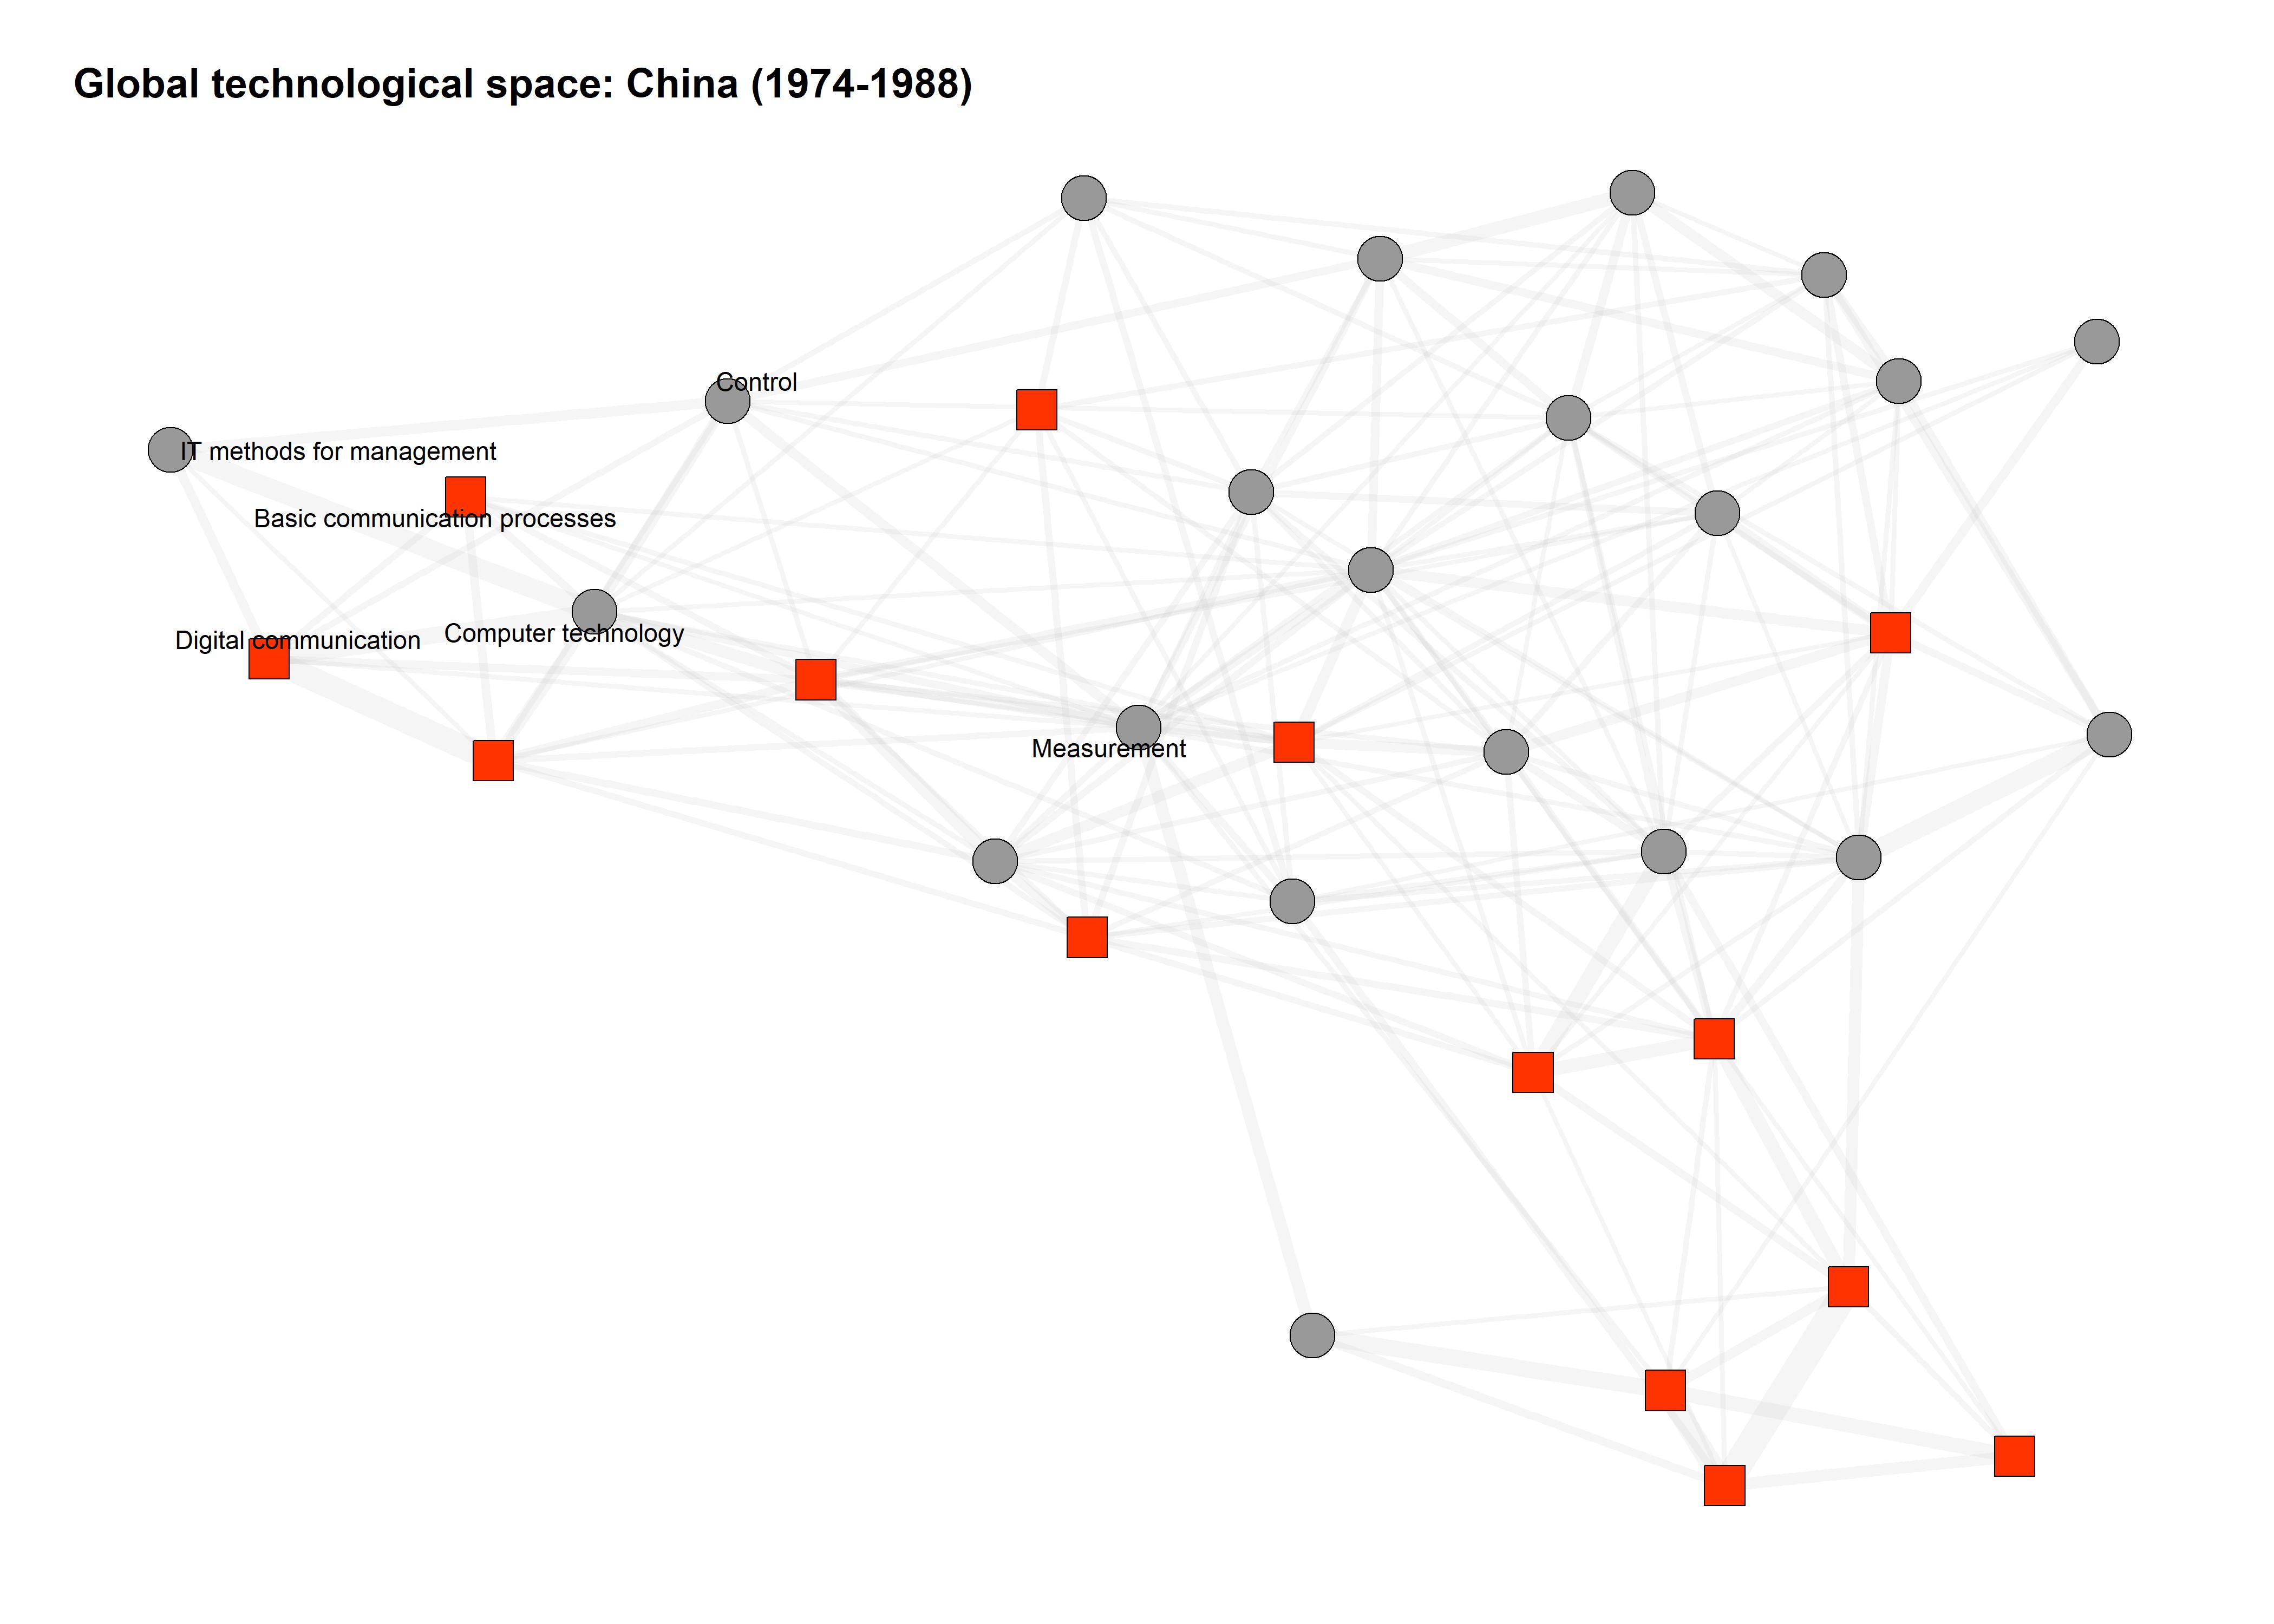 Global technological space: China (1974-1988)
Control
IT methods for management
Basic communication processes
Digital communication
Computer technology
Measurement